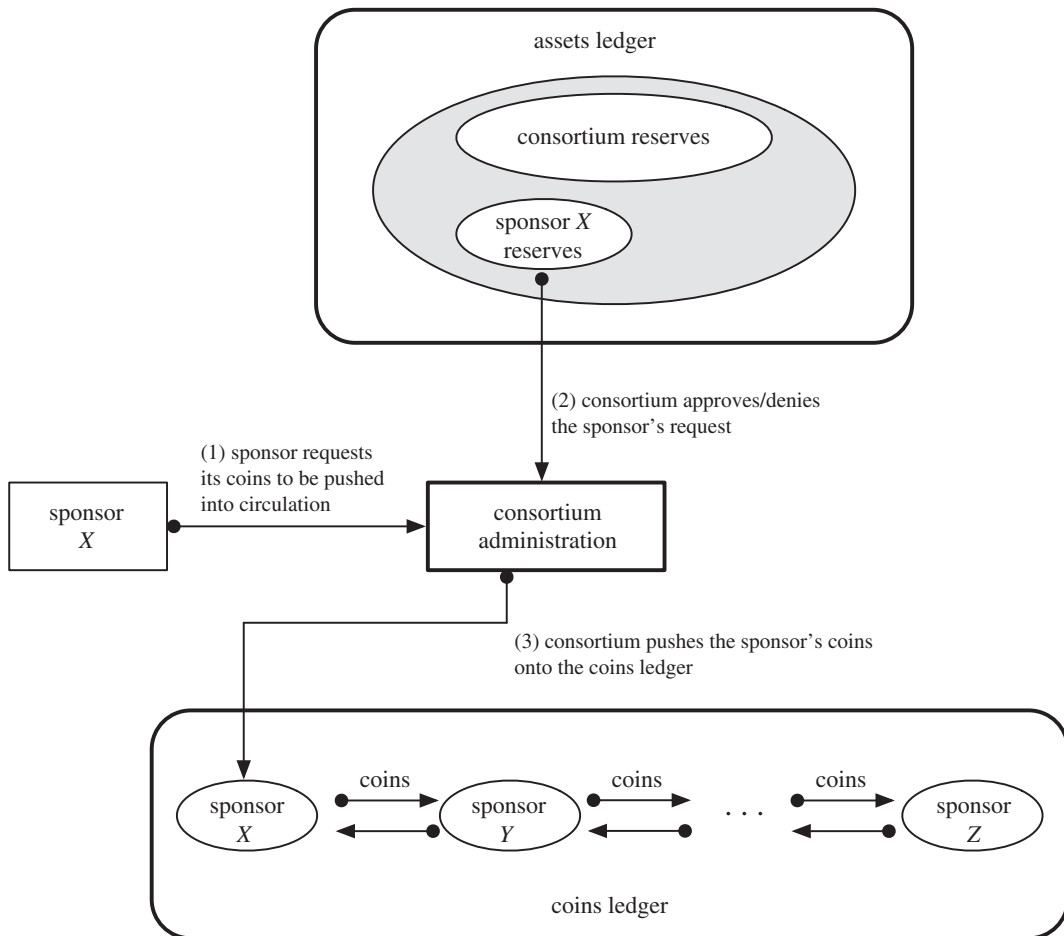 assets ledger
consortium reserves
sponsor X
reserves
(2) consortium approves/denies
the sponsor’s request
(1) sponsor requests
its coins to be pushed
into circulation
sponsor
X
consortium
administration
(3) consortium pushes the sponsor’s coins
onto the coins ledger
coins
coins
coins
sponsor
X
sponsor
Y
. . .
sponsor
Z
coins ledger